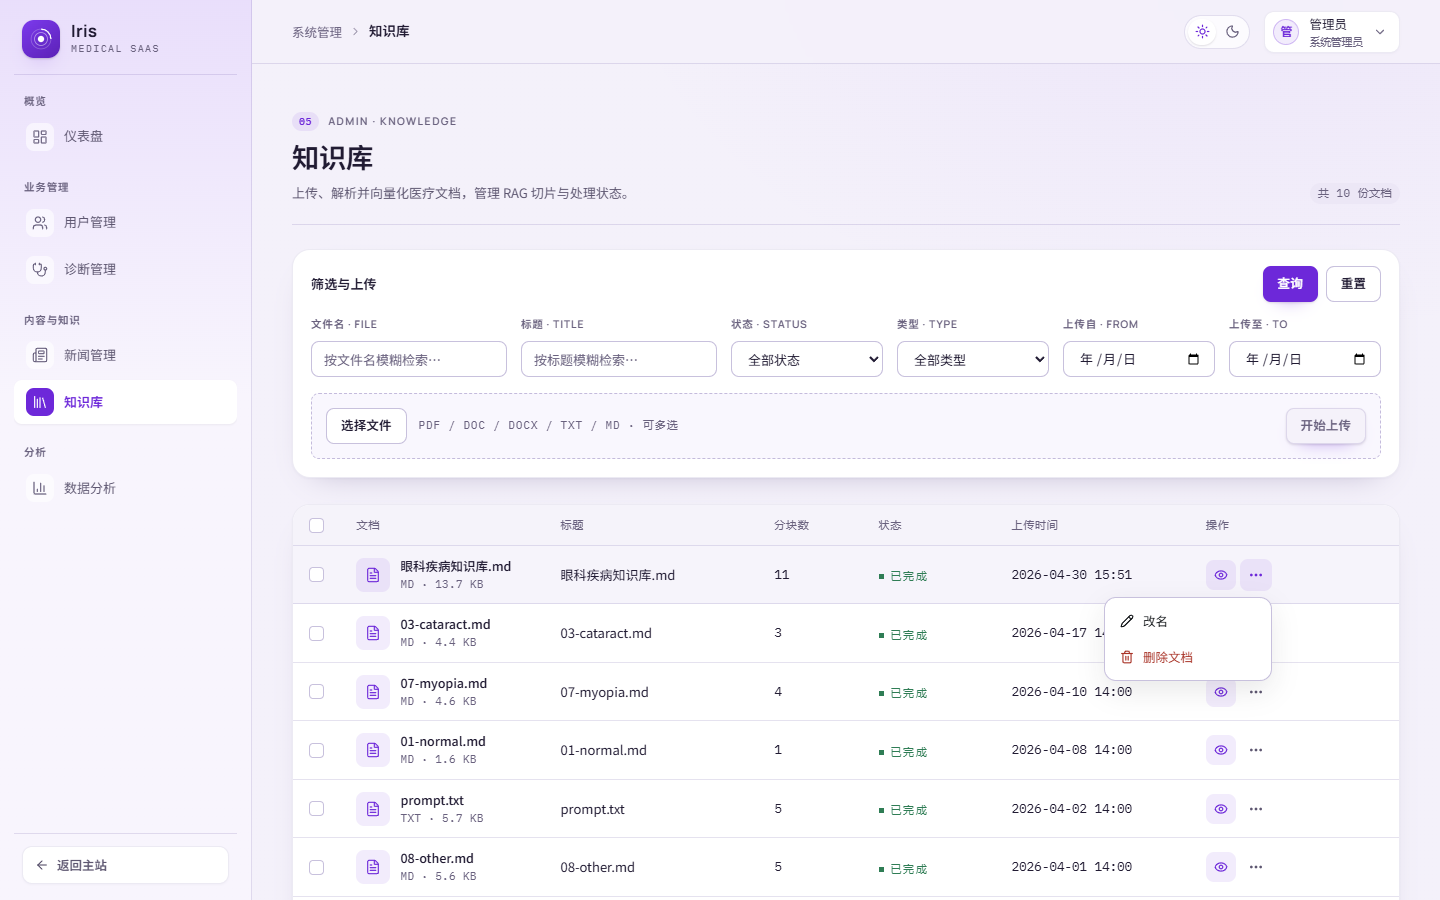 Iris
MEDICAL SAAS
概览
仪表盘
业务管理
用户管理
诊断管理
内容与知识
新闻管理
知识库
分析
数据分析
返回主站
系统管理 > 知识库
管
管理员
系统管理员
05 ADMIN · KNOWLEDGE
知识库
上传、解析并向量化医疗文档，管理 RAG 切片与处理状态。
共 10 份文档
筛选与上传
查询 重置
文件名 · FILE 标题 · TITLE 状态 · STATUS 类型 · TYPE 上传自 · FROM 上传至 · TO
按文件名模糊检索… 按标题模糊检索… 全部状态 全部类型 年 /月/日 年 /月/日
选择文件 PDF / DOC / DOCX / TXT / MD · 可多选 开始上传
文档 标题 分块数 状态 上传时间 操作
眼科疾病知识库.md
MD · 13.7 KB
眼科疾病知识库.md 11 已完成 2026-04-30 15:51
改名
删除文档
03-cataract.md
MD · 4.4 KB
03-cataract.md 3 已完成 2026-04-17
07-myopia.md
MD · 4.6 KB
07-myopia.md 4 已完成 2026-04-10 14:00
01-normal.md
MD · 1.6 KB
01-normal.md 1 已完成 2026-04-08 14:00
prompt.txt
TXT · 5.7 KB
prompt.txt 5 已完成 2026-04-02 14:00
08-other.md
MD · 5.6 KB
08-other.md 5 已完成 2026-04-01 14:00